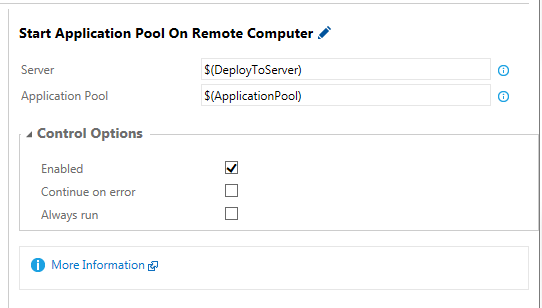 Start Application Pool On Remote Computer
Server $(DeployToServer)
Application Pool $(ApplicationPool)
Control Options
Enabled
Continue on error
Always run
More Information